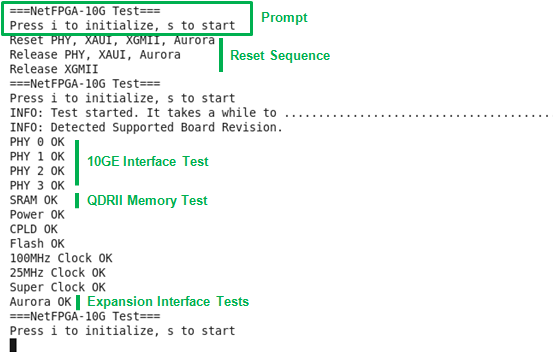 ===NetFPGA-10G Test===
Press i to initialize, s to start
Prompt
Reset PHY, XAUI, XGMII, Aurora
Release PHY, XAUI, Aurora
Release XGMII
Reset Sequence
===NetFPGA-10G Test===
Press i to initialize, s to start
INFO: Test started. It takes a while to .......................................
INFO: Detected Supported Board Revision.
PHY 0 OK
PHY 1 OK
PHY 2 OK
PHY 3 OK
10GE Interface Test
SRAM OK
QDRII Memory Test
Power OK
CPLD OK
Flash OK
100MHz Clock OK
25MHz Clock OK
Super Clock OK
Aurora OK
Expansion Interface Tests
===NetFPGA-10G Test===
Press i to initialize, s to start